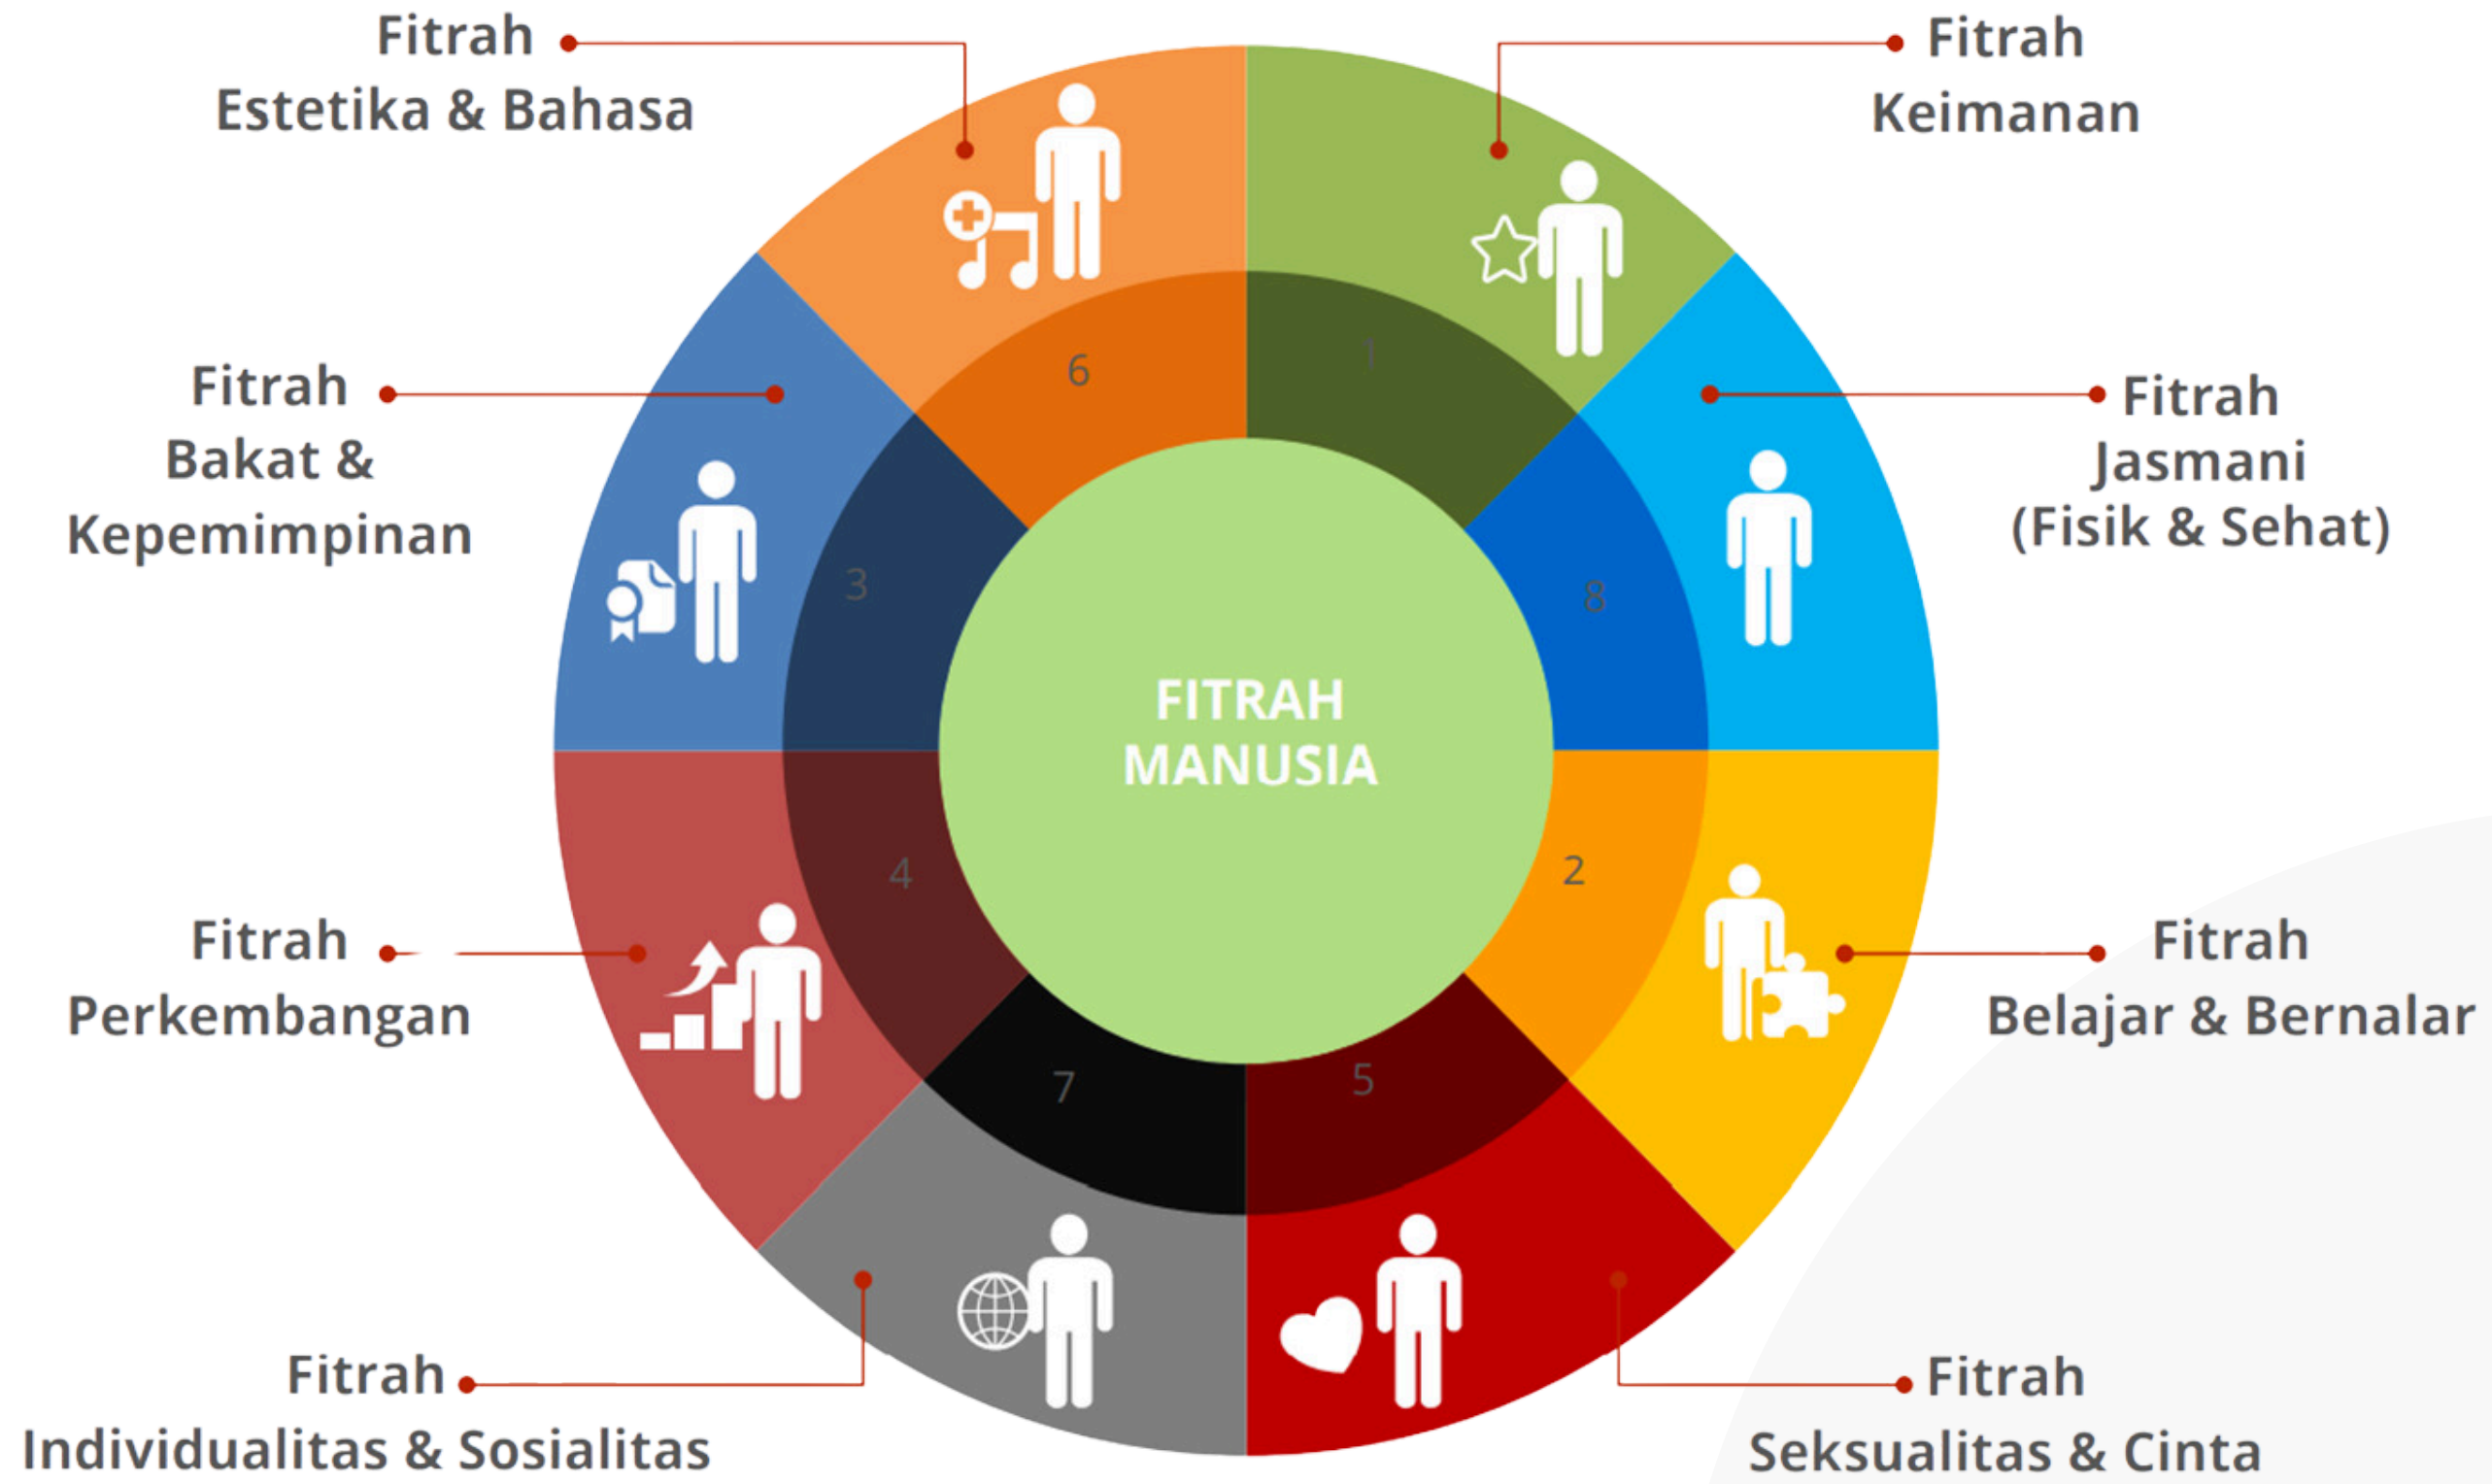 Fitrah
Estetika & Bahasa
Fitrah
Keimanan
Fitrah
Bakat &
Kepemimpinan
Fitrah
Jasmani
(Fisik & Sehat)
6
1
3
8
FITRAH
MANUSIA
4
2
7
5
Fitrah
Perkembangan
Fitrah
Belajar & Bernalar
Fitrah
Individualitas & Sosialitas
Fitrah
Seksualitas & Cinta